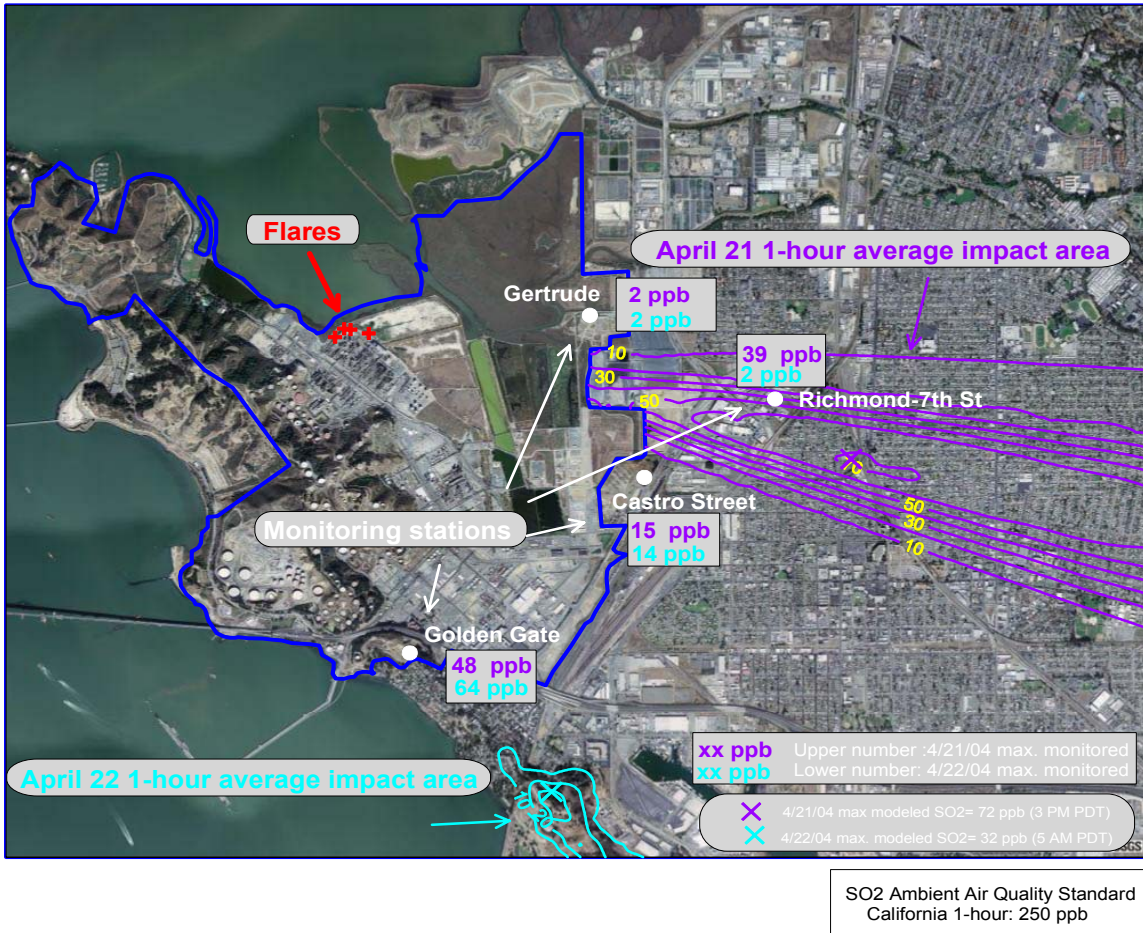 Flares
April 21 1-hour average impact area
Gertrude
2 ppb
2 ppb
10
30
50
39 ppb
2 ppb
Richmond-7th St
70
Castro Street
50
30
10
Monitoring stations
15 ppb
14 ppb
Golden Gate
48 ppb
64 ppb
xx ppb Upper number :4/21/04 max. monitored
xx ppb Lower number: 4/22/04 max. monitored
April 22 1-hour average impact area
4/21/04 max modeled SO2= 72 ppb (3 PM PDT)
4/22/04 max. modeled SO2= 32 ppb (5 AM PDT)
SO2 Ambient Air Quality Standard
California 1-hour: 250 ppb